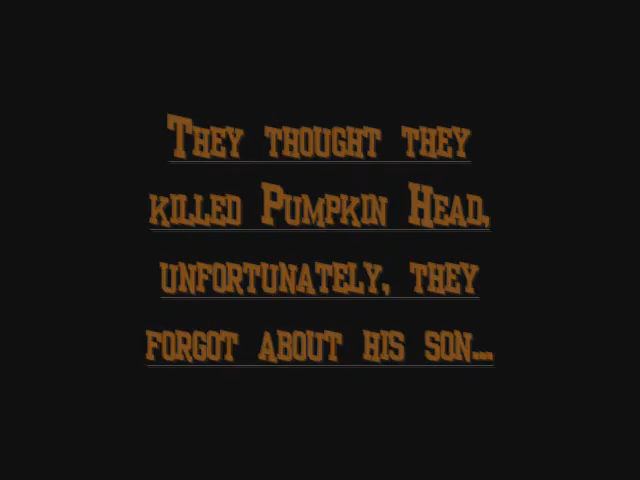 They thought they
killed Pumpkin Head,
unfortunately, they
forgot about his son...